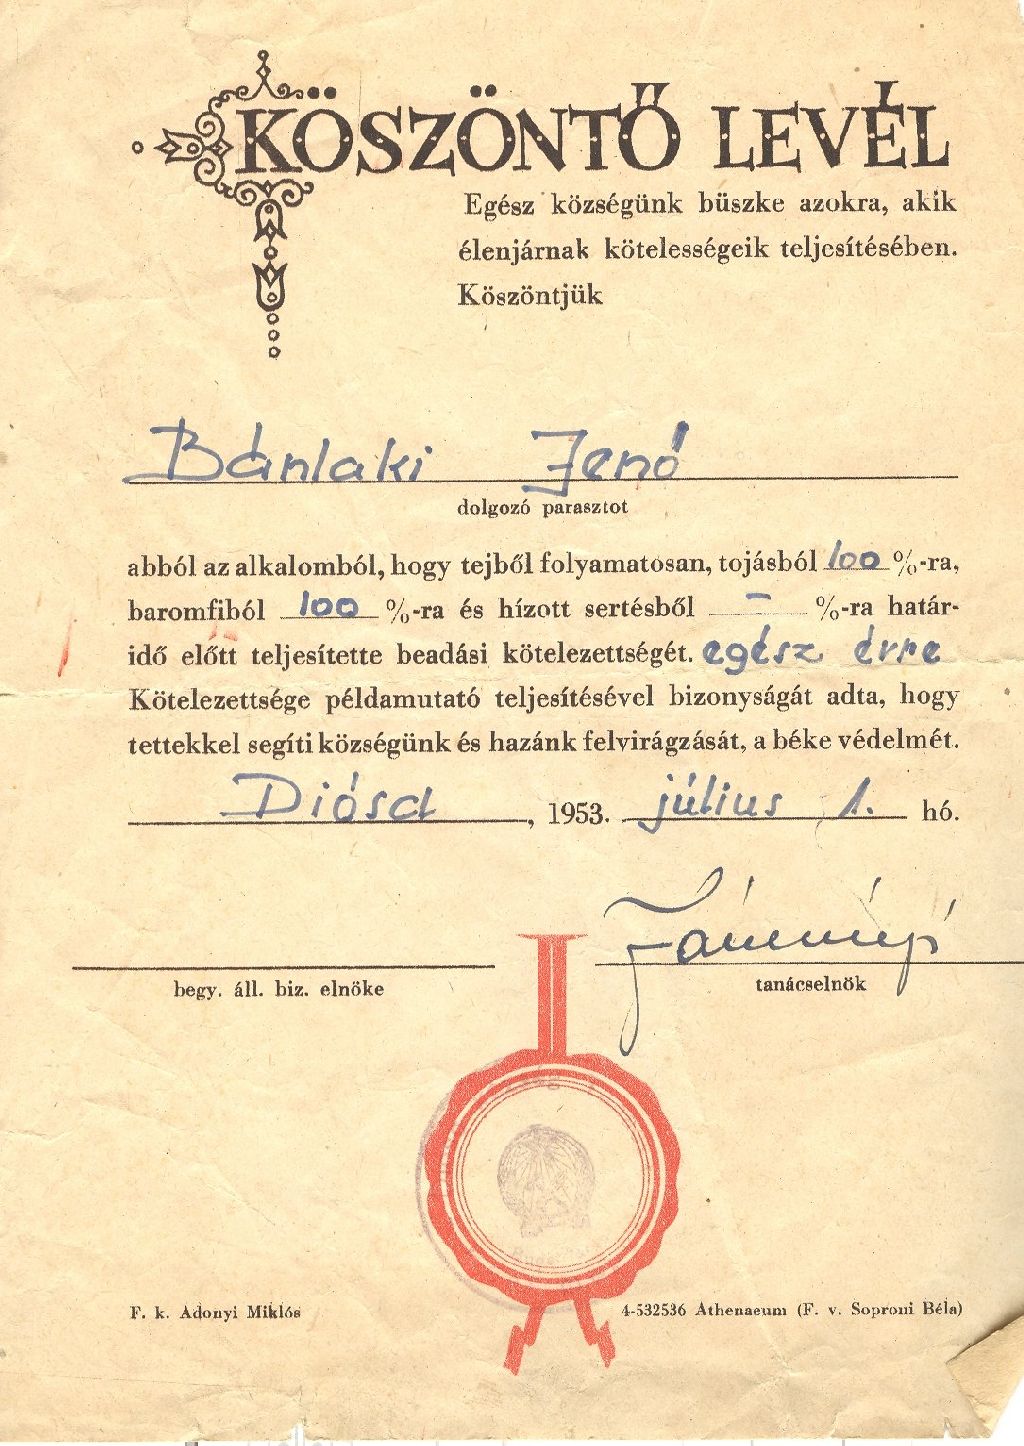 KÖSZÖNTŐ LEVÉL
Egész községünk büszke azokra, akik
élenjárnak kötelességeik teljesítésében.
Köszöntjük
Bánlaki Jenő
dolgozó parasztot
abból az alkalomból, hogy tejből folyamatosan, tojásból 100 %-ra,
baromfiból 100 %-ra és hízott sertésből - %-ra határ-
idő előtt teljesítette beadási kötelezettségét. egész évre
Kötelezettsége példamutató teljesítésével bizonyságát adta, hogy
tettekkel segíti községünk és hazánk felvirágzását, a béke védelmét.
Diósd, 1953. július 1. hó.
begy. áll. biz. elnöke
tanácselnök
F. k. Adonyi Miklós
4-532536 Athenaeum (F. v. Soproni Béla)